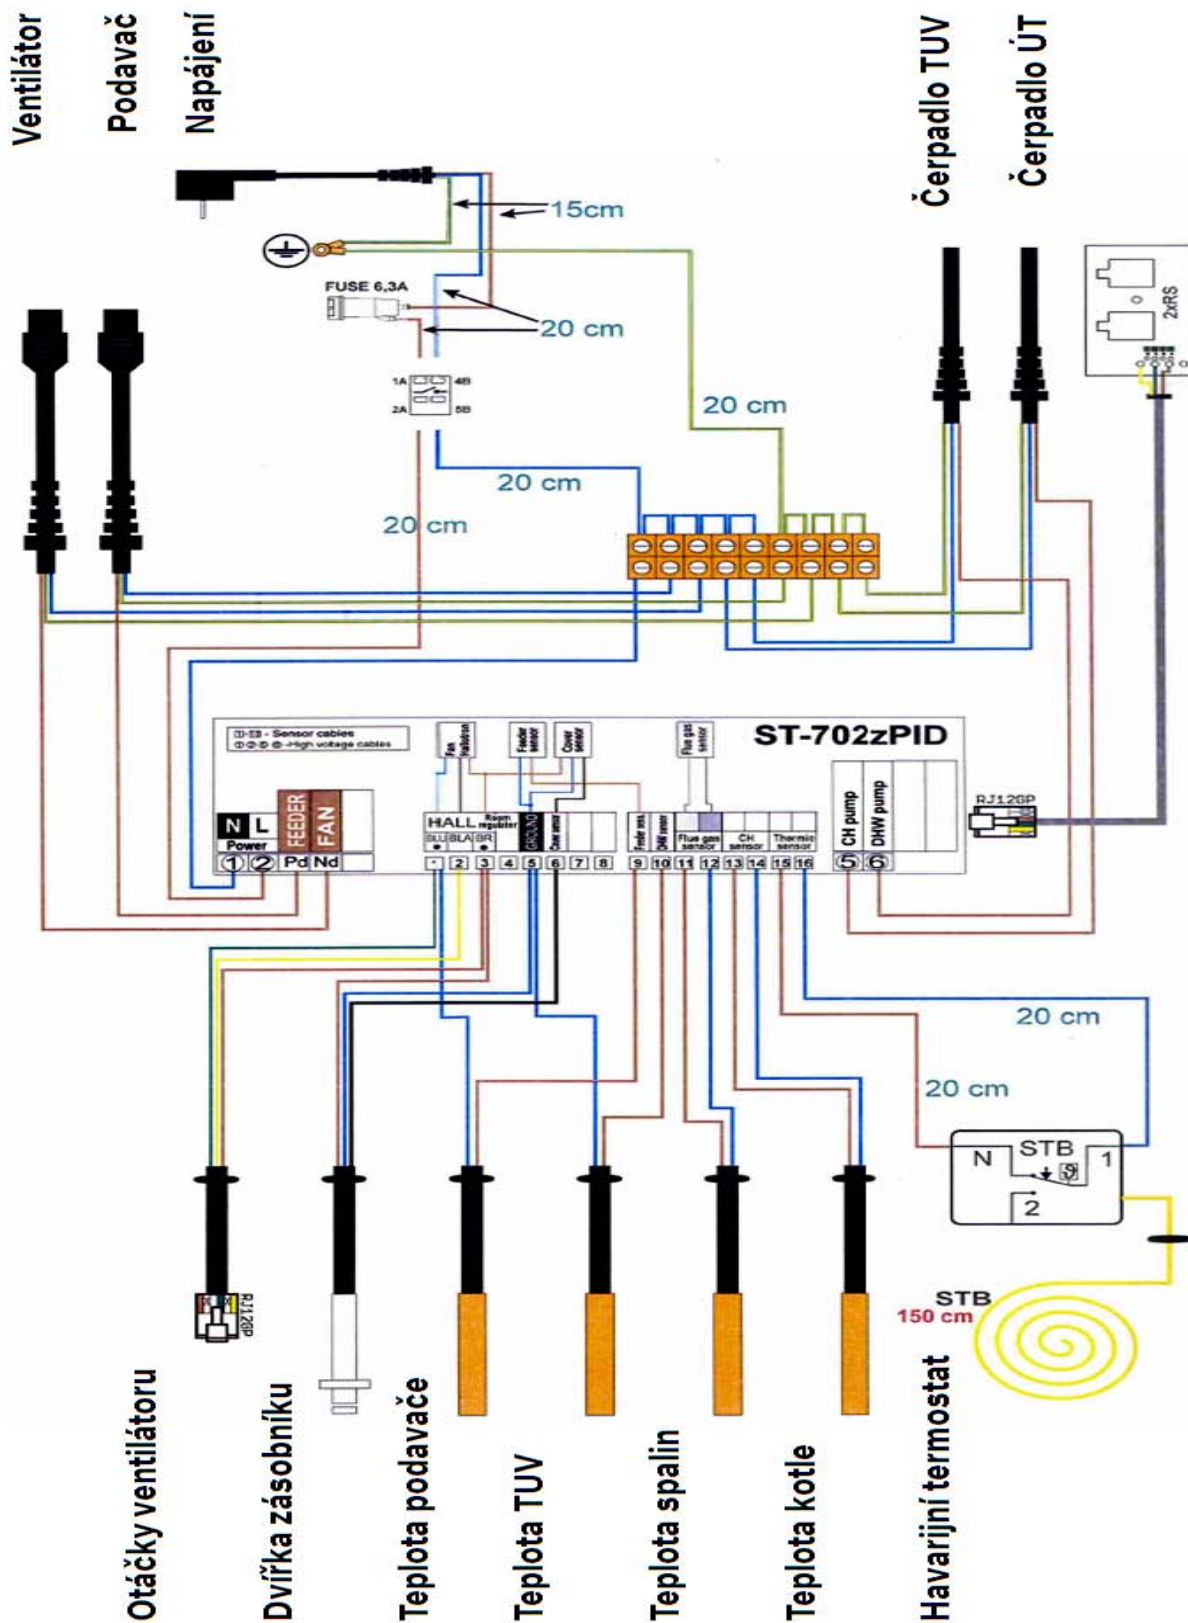 Ventilátor
Podavač
Napájení
Čerpadlo TUV
Čerpadlo ÚT
15cm
FUSE 6,3A
20 cm
1A 4B
2A 5B
20 cm
20 cm
20 cm
2xRS
- Sensor cables
-High voltage cables
ST-702zPID
Fan
Hallotron
Feeder
sensor
Cover
sensor
Flue gas
sensor
N L
Power
FEEDER
FAN
1 2 Pd Nd
HALL Room
regulator
BLU BLA BR
GROUND
Cover sensor
Feeder sens.
DHW sensor
Flue gas
sensor
CH
sensor
Thermic
sensor
2 3 4 5 6 7 8
9 10 11 12 13 14 15 16
CH pump
DHW pump
5 6
RJ12GP
20 cm
20 cm
N STB 1
2
STB
150 cm
RJ12GP
Otáčky ventilátoru
Dvířka zásobníku
Teplota podavače
Teplota TUV
Teplota spalin
Teplota kotle
Havarijní termostat